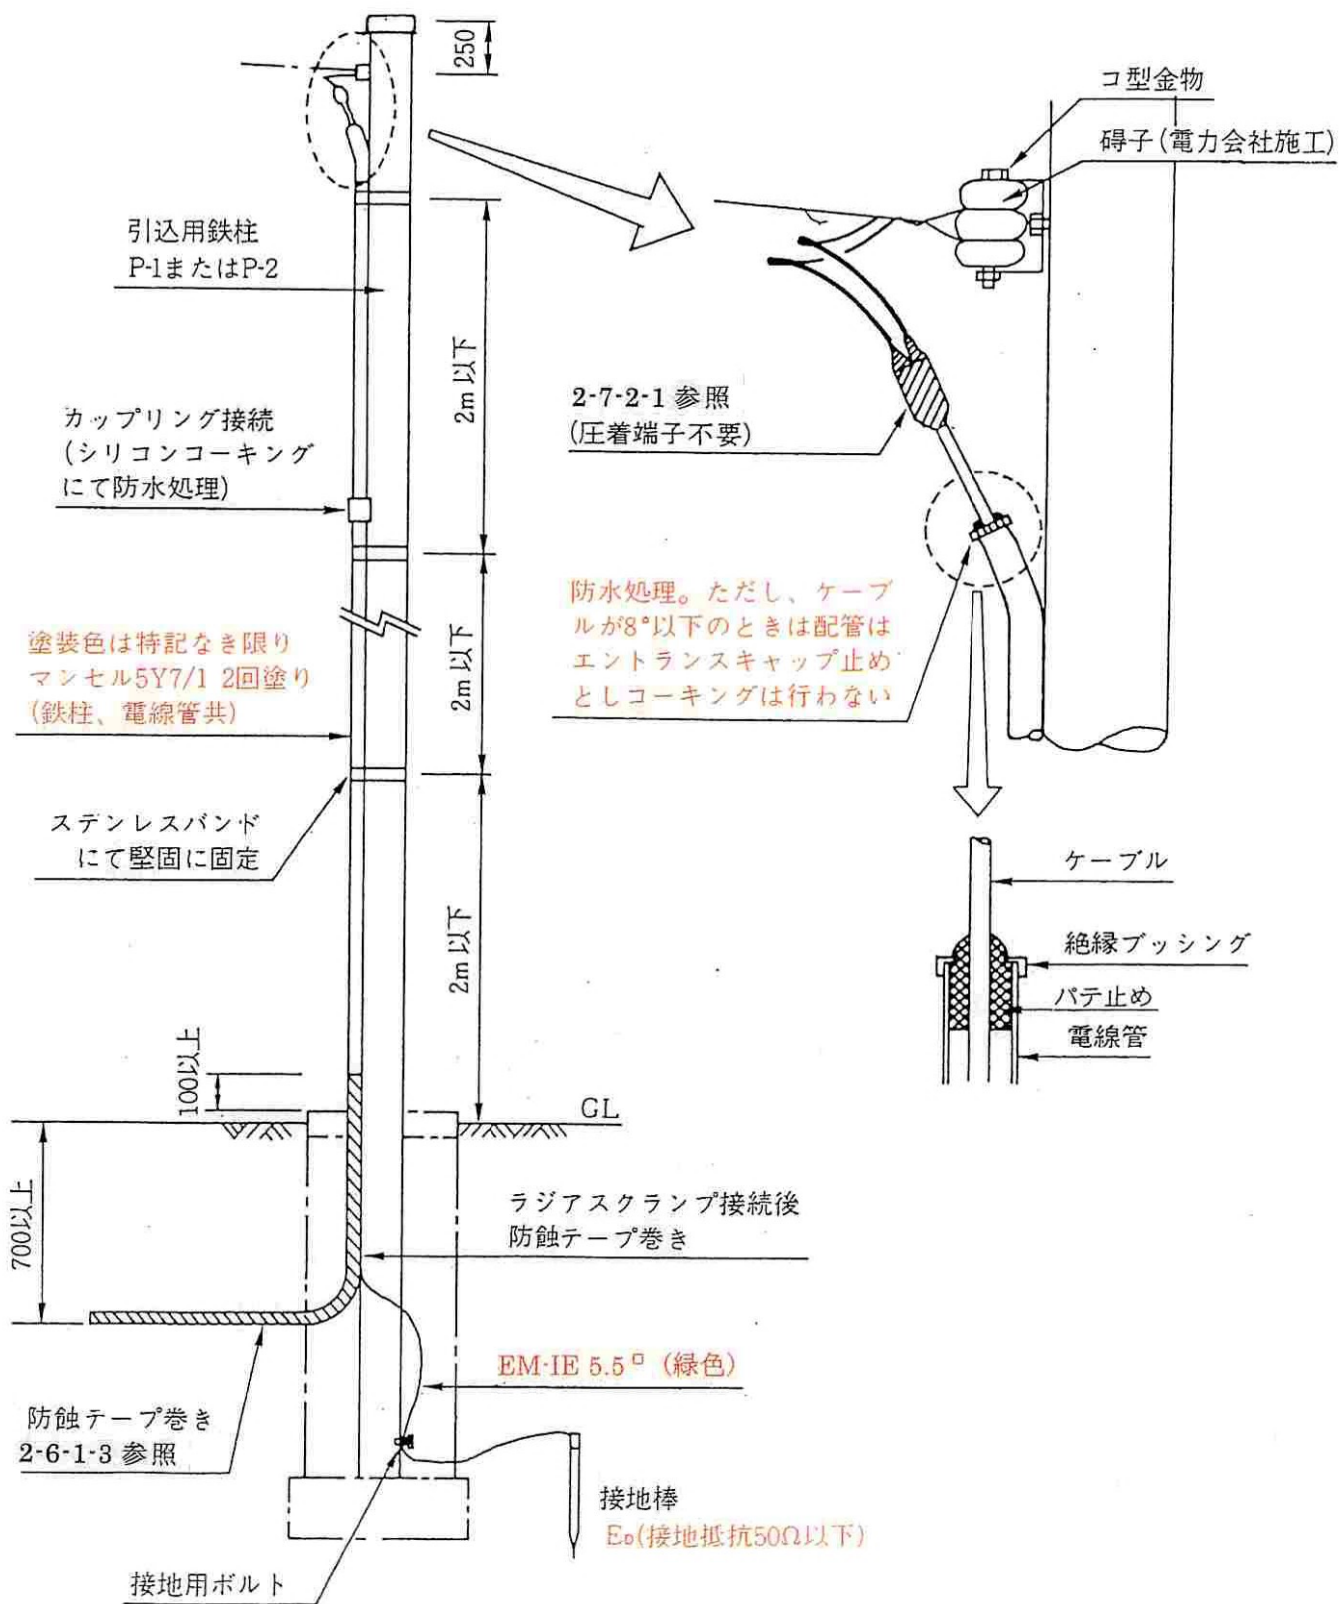 250
コ型金物
碍子(電力会社施工)
引込用鉄柱
P-1またはP-2
2m以下
2-7-2-1 参照
(圧着端子不要)
カップリング接続
(シリコンコーキング
にて防水処理)
防水処理。ただし、ケーブ
ルが8°以下のときは配管は
エントランスキャップ止め
としコーキングは行わない
塗装色は特記なき限り
マンセル5Y7/1 2回塗り
(鉄柱、電線管共)
2m以下
ステンレスバンド
にて堅固に固定
ケーブル
絶縁ブッシング
パテ止め
電線管
2m以下
100以上
GL
700以上
ラジアスクランプ接続後
防蝕テープ巻き
EM-IE 5.5□ (緑色)
防蝕テープ巻き
2-6-1-3 参照
接地棒
ED(接地抵抗50Ω以下)
接地用ボルト